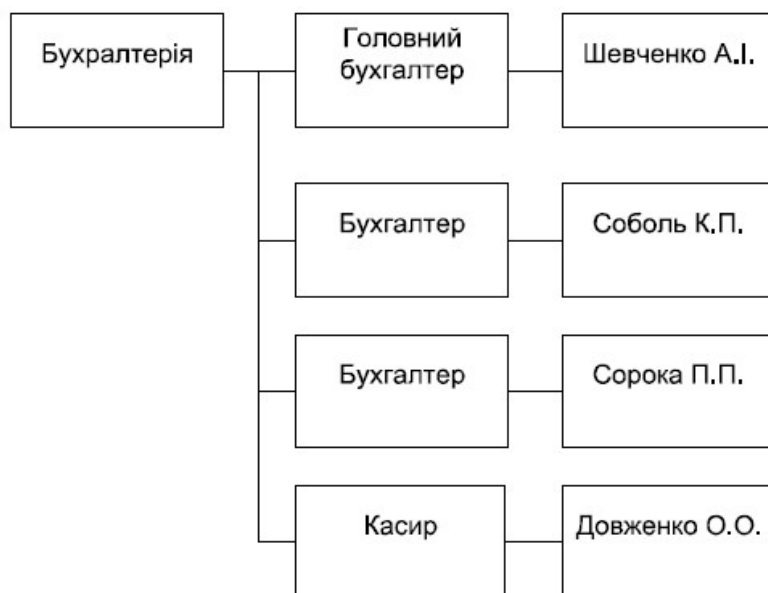 Бухралтерія
Головний
бухгалтер
Шевченко А.І.
Бухгалтер
Соболь К.П.
Бухгалтер
Сорока П.П.
Касир
Довженко О.О.